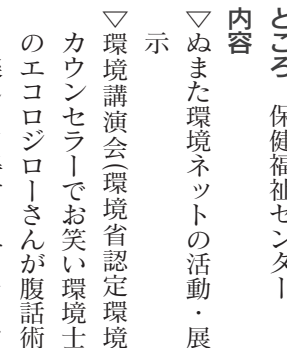 ところ 保健福祉センター
内容
▽ぬまた環境ネットの活動・展
示
▽環境講演会(環境省認定環境
カウンセラーでお笑い環境士
のエコロジローさんが腹話術